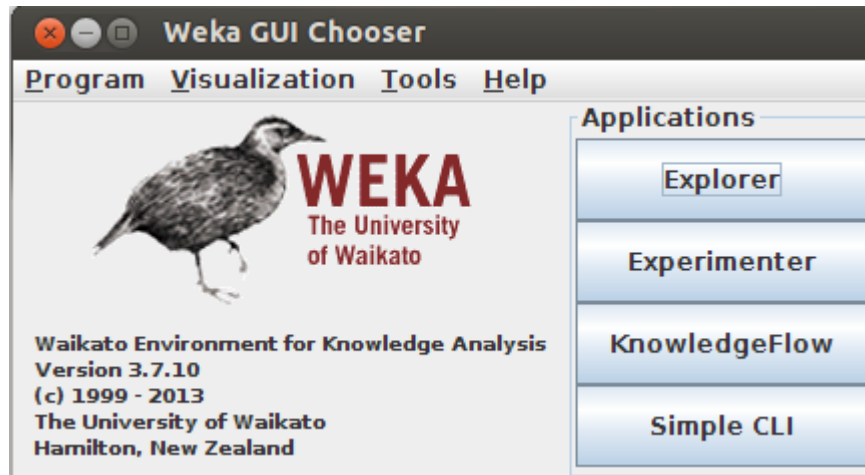 Weka GUI Chooser
Program Visualization Tools Help
WEKA
The University
of Waikato
Waikato Environment for Knowledge Analysis
Version 3.7.10
(c) 1999 - 2013
The University of Waikato
Hamilton, New Zealand
Applications
Explorer
Experimenter
KnowledgeFlow
Simple CLI